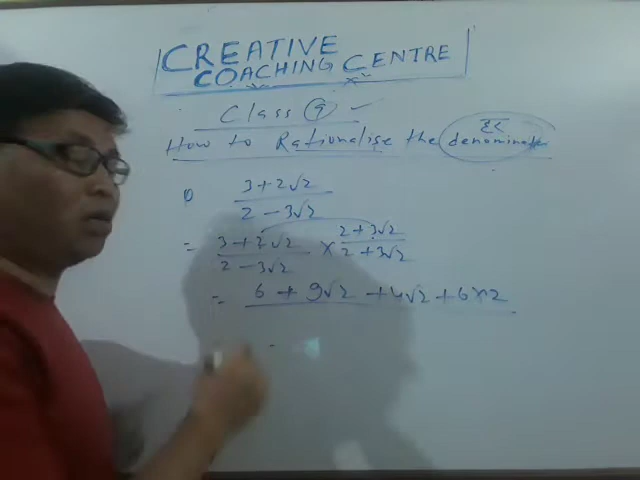 CREATIVE
COACHING CENTRE
Class 9
How to Rationalise the denominator
1) 3+2√2
2-3√2
= 3+2√2 × 2+3√2
2-3√2 2+3√2
= 6 + 9√2 + 4√2 + 6×2